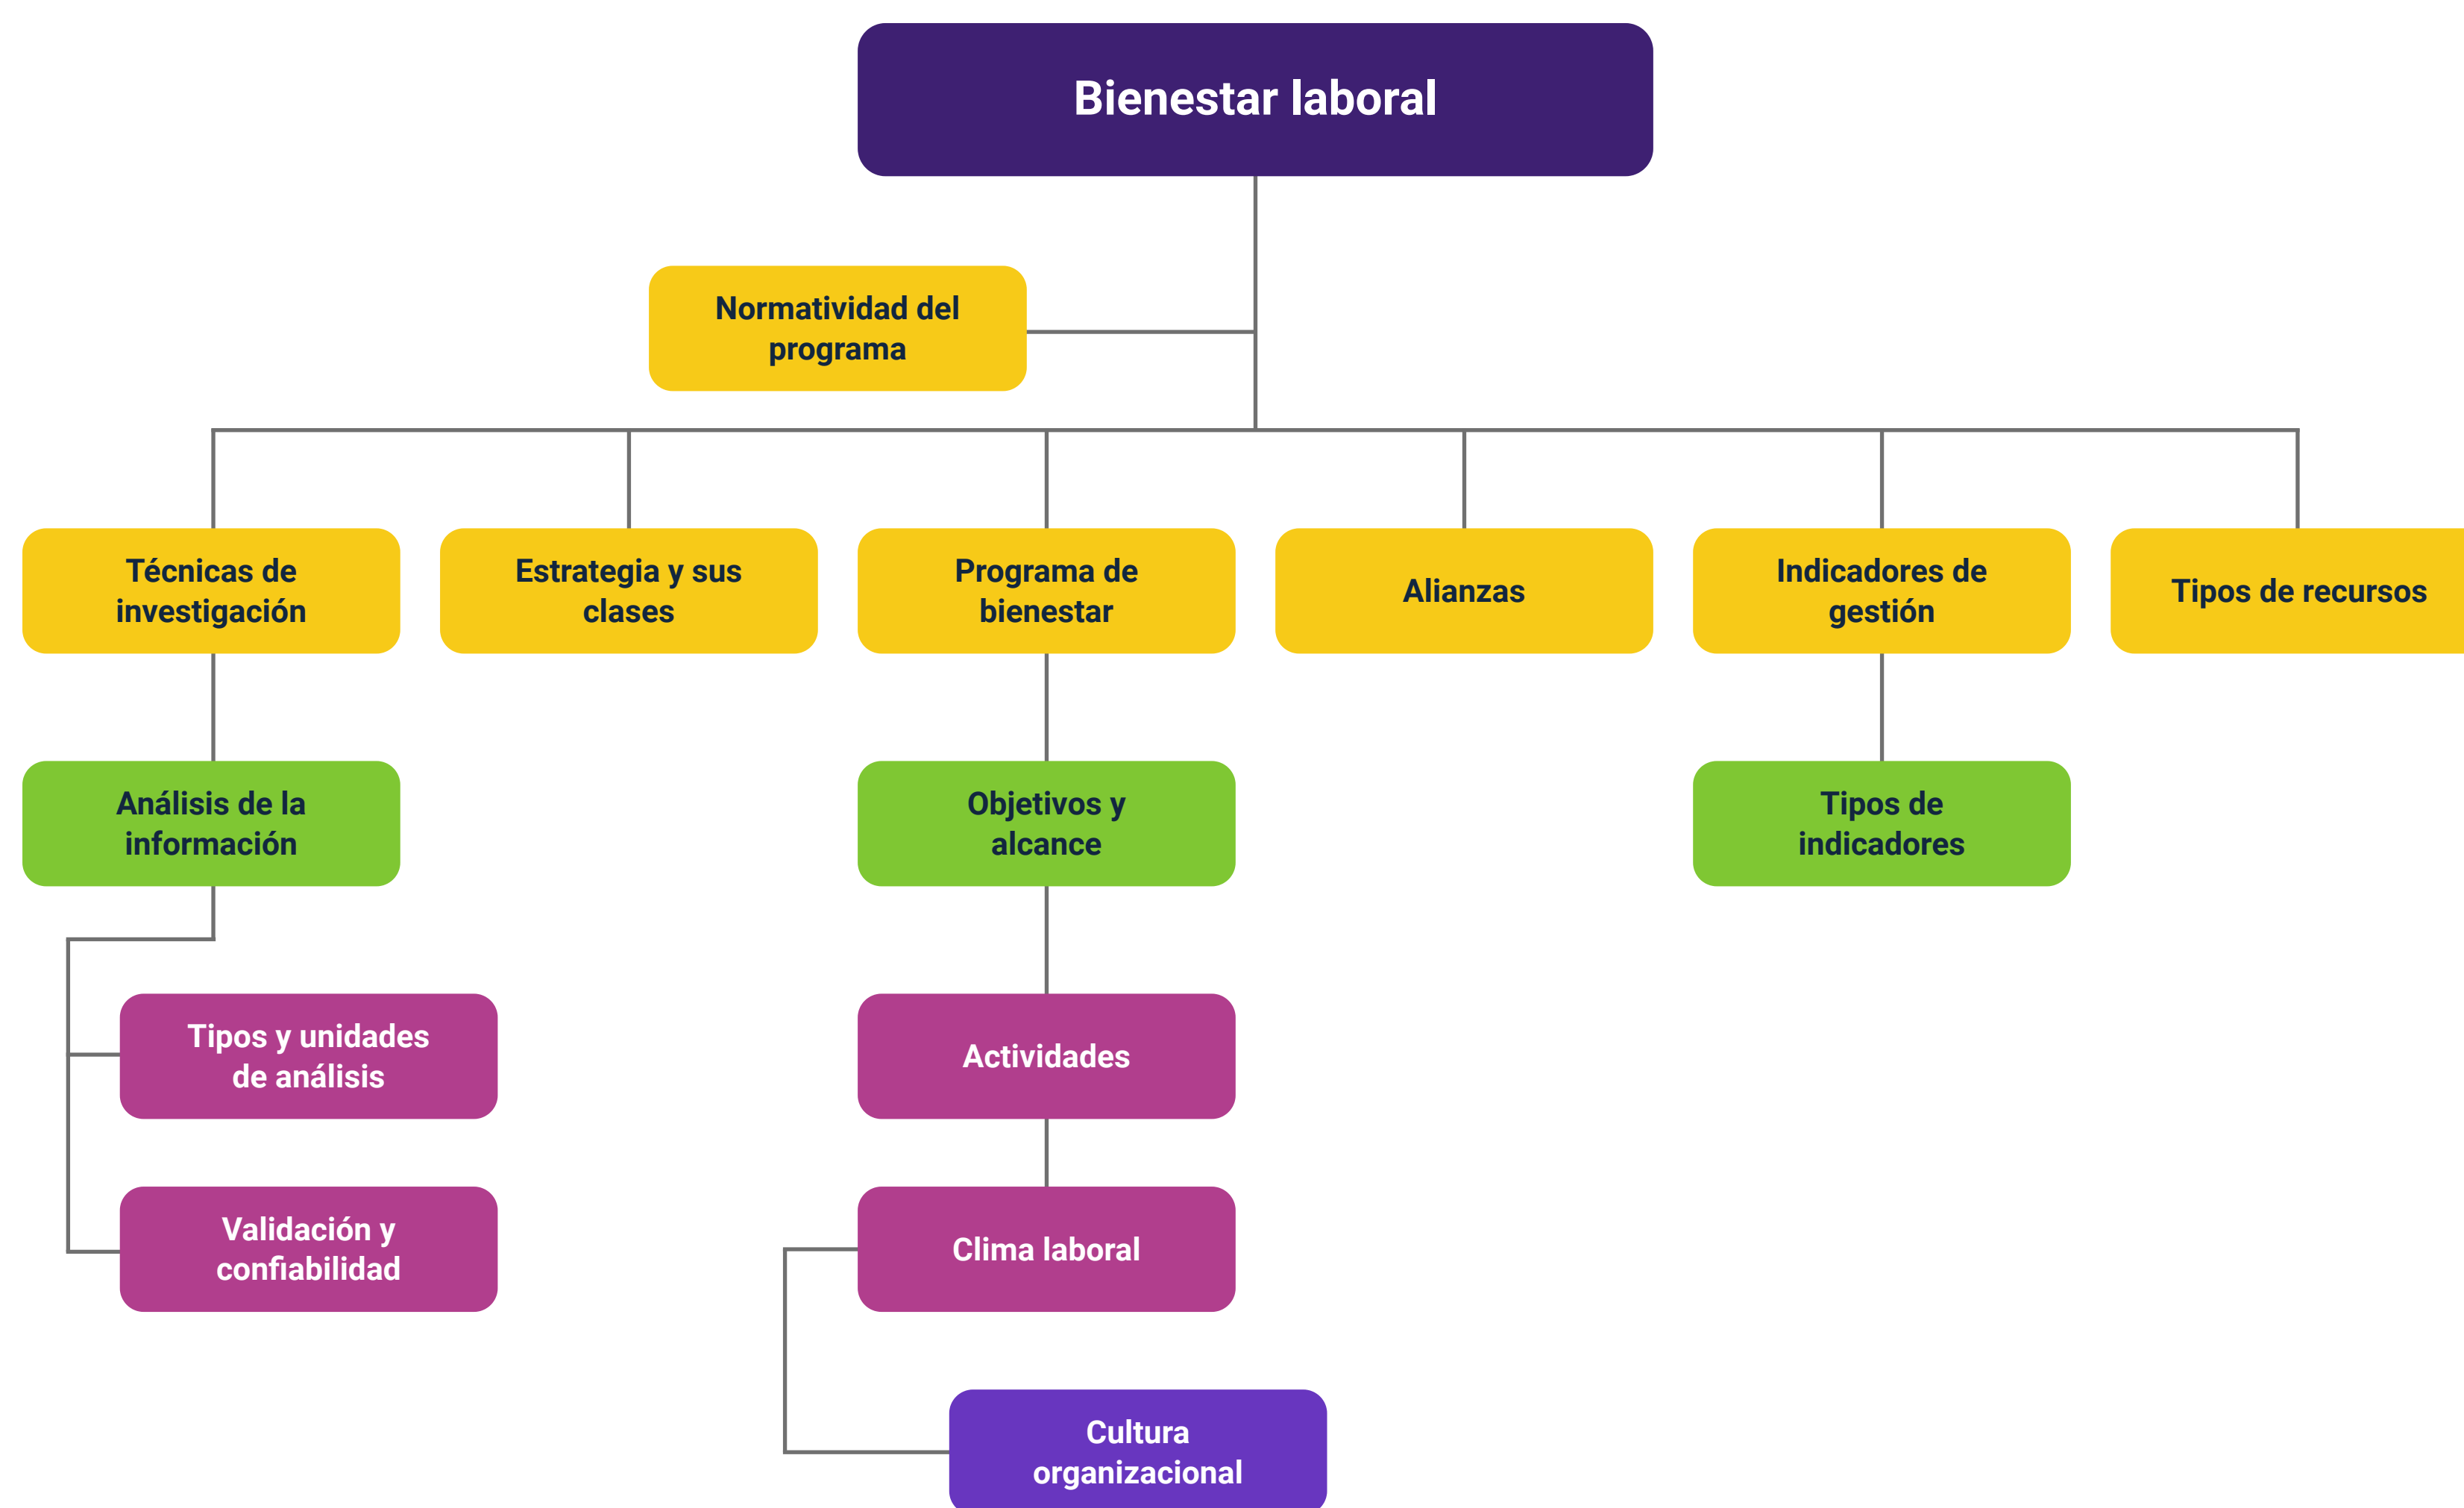 Bienestar laboral
Normatividad del
programa
Técnicas de
investigación
Estrategia y sus
clases
Programa de
bienestar
Alianzas
Indicadores de
gestión
Tipos de recursos
Análisis de la
información
Objetivos y
alcance
Tipos de
indicadores
Tipos y unidades
de análisis
Actividades
Validación y
confiabilidad
Clima laboral
Cultura
organizacional